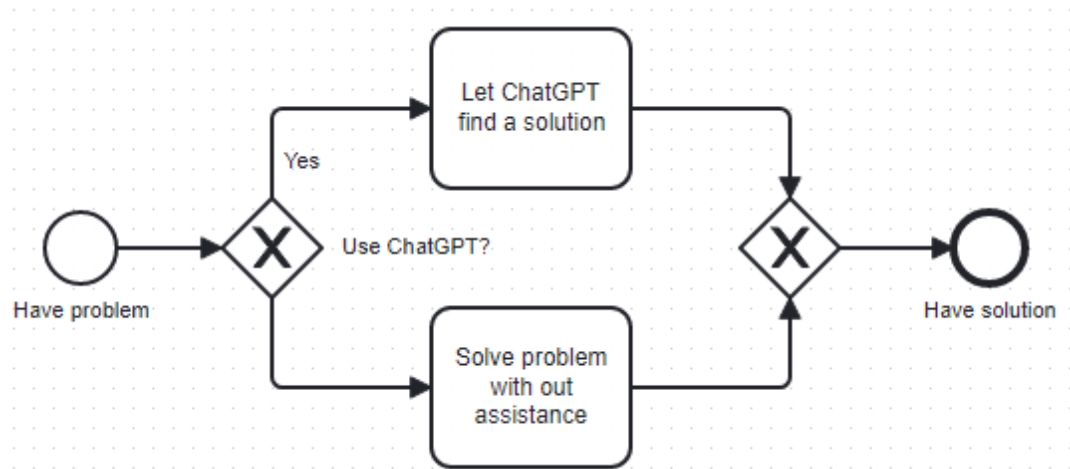 Let ChatGPT
find a solution
Yes
Use ChatGPT?
Have problem
Have solution
Solve problem
with out
assistance